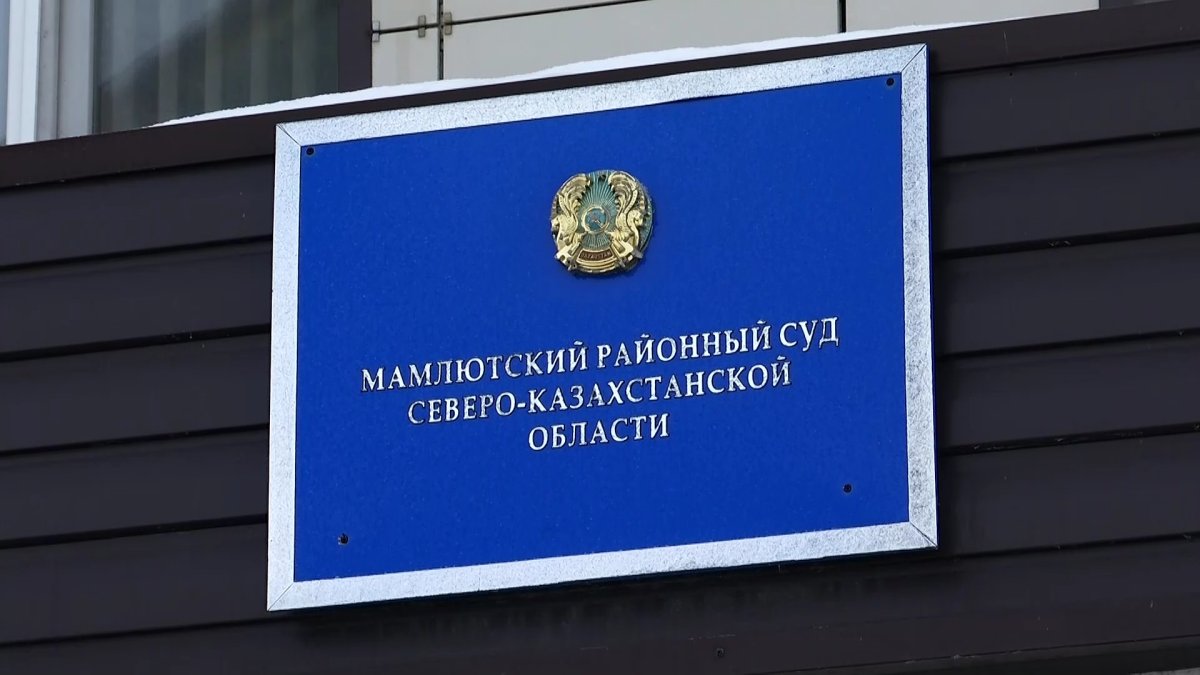 МАМЛЮТСКИЙ РАЙОННЫЙ СУД
СЕВЕРО-КАЗАХСТАНСКОЙ
ОБЛАСТИ